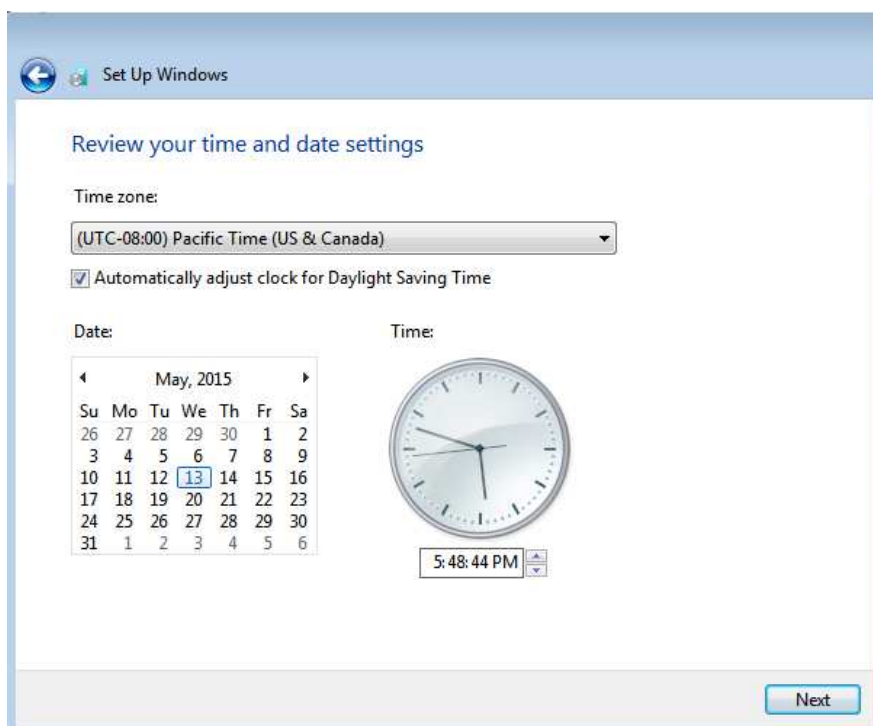 Set Up Windows
Review your time and date settings
Time zone:
(UTC-08:00) Pacific Time (US & Canada)
Automatically adjust clock for Daylight Saving Time
Date:
Time:
May, 2015
Su Mo Tu We Th Fr Sa
26 27 28 29 30 1 2
3 4 5 6 7 8 9
10 11 12 13 14 15 16
17 18 19 20 21 22 23
24 25 26 27 28 29 30
31 1 2 3 4 5 6
5:48:44 PM
Next